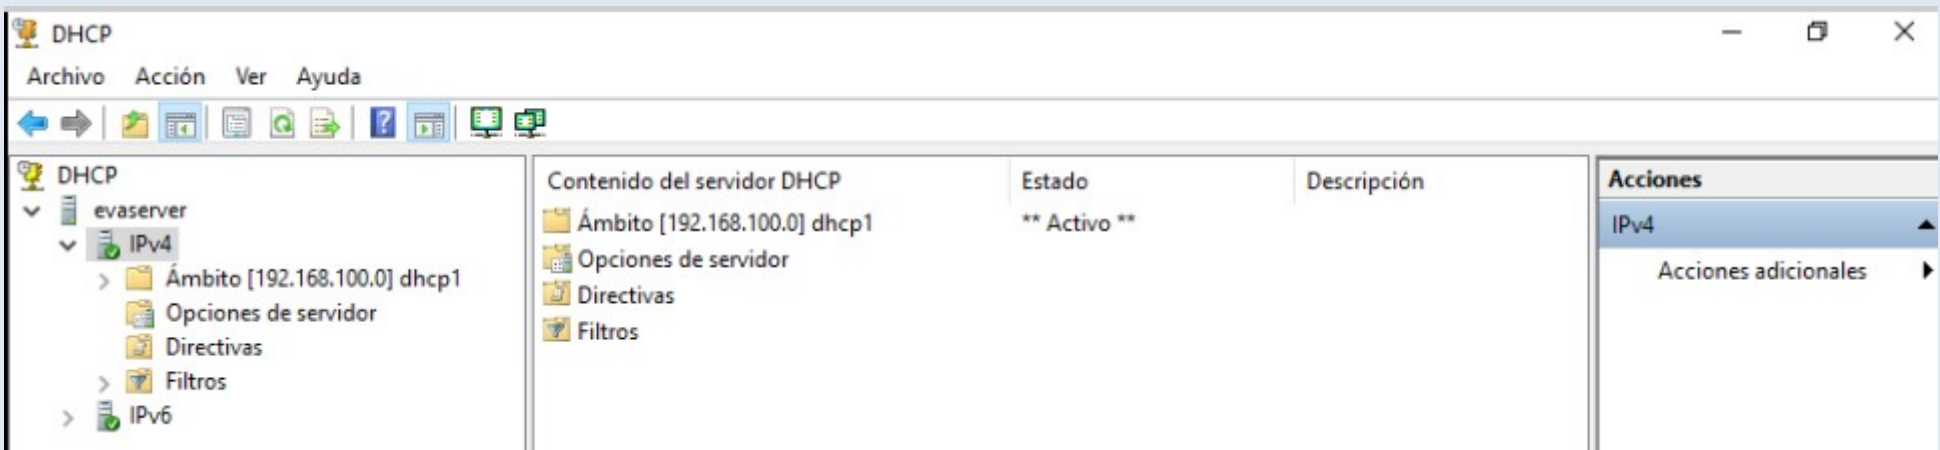 DHCP
Archivo Acción Ver Ayuda
DHCP
evaserver
IPv4
Ámbito [192.168.100.0] dhcp1
Opciones de servidor
Directivas
Filtros
IPv6
Contenido del servidor DHCP Estado Descripción
Ámbito [192.168.100.0] dhcp1 ** Activo **
Opciones de servidor
Directivas
Filtros
Acciones
IPv4
Acciones adicionales